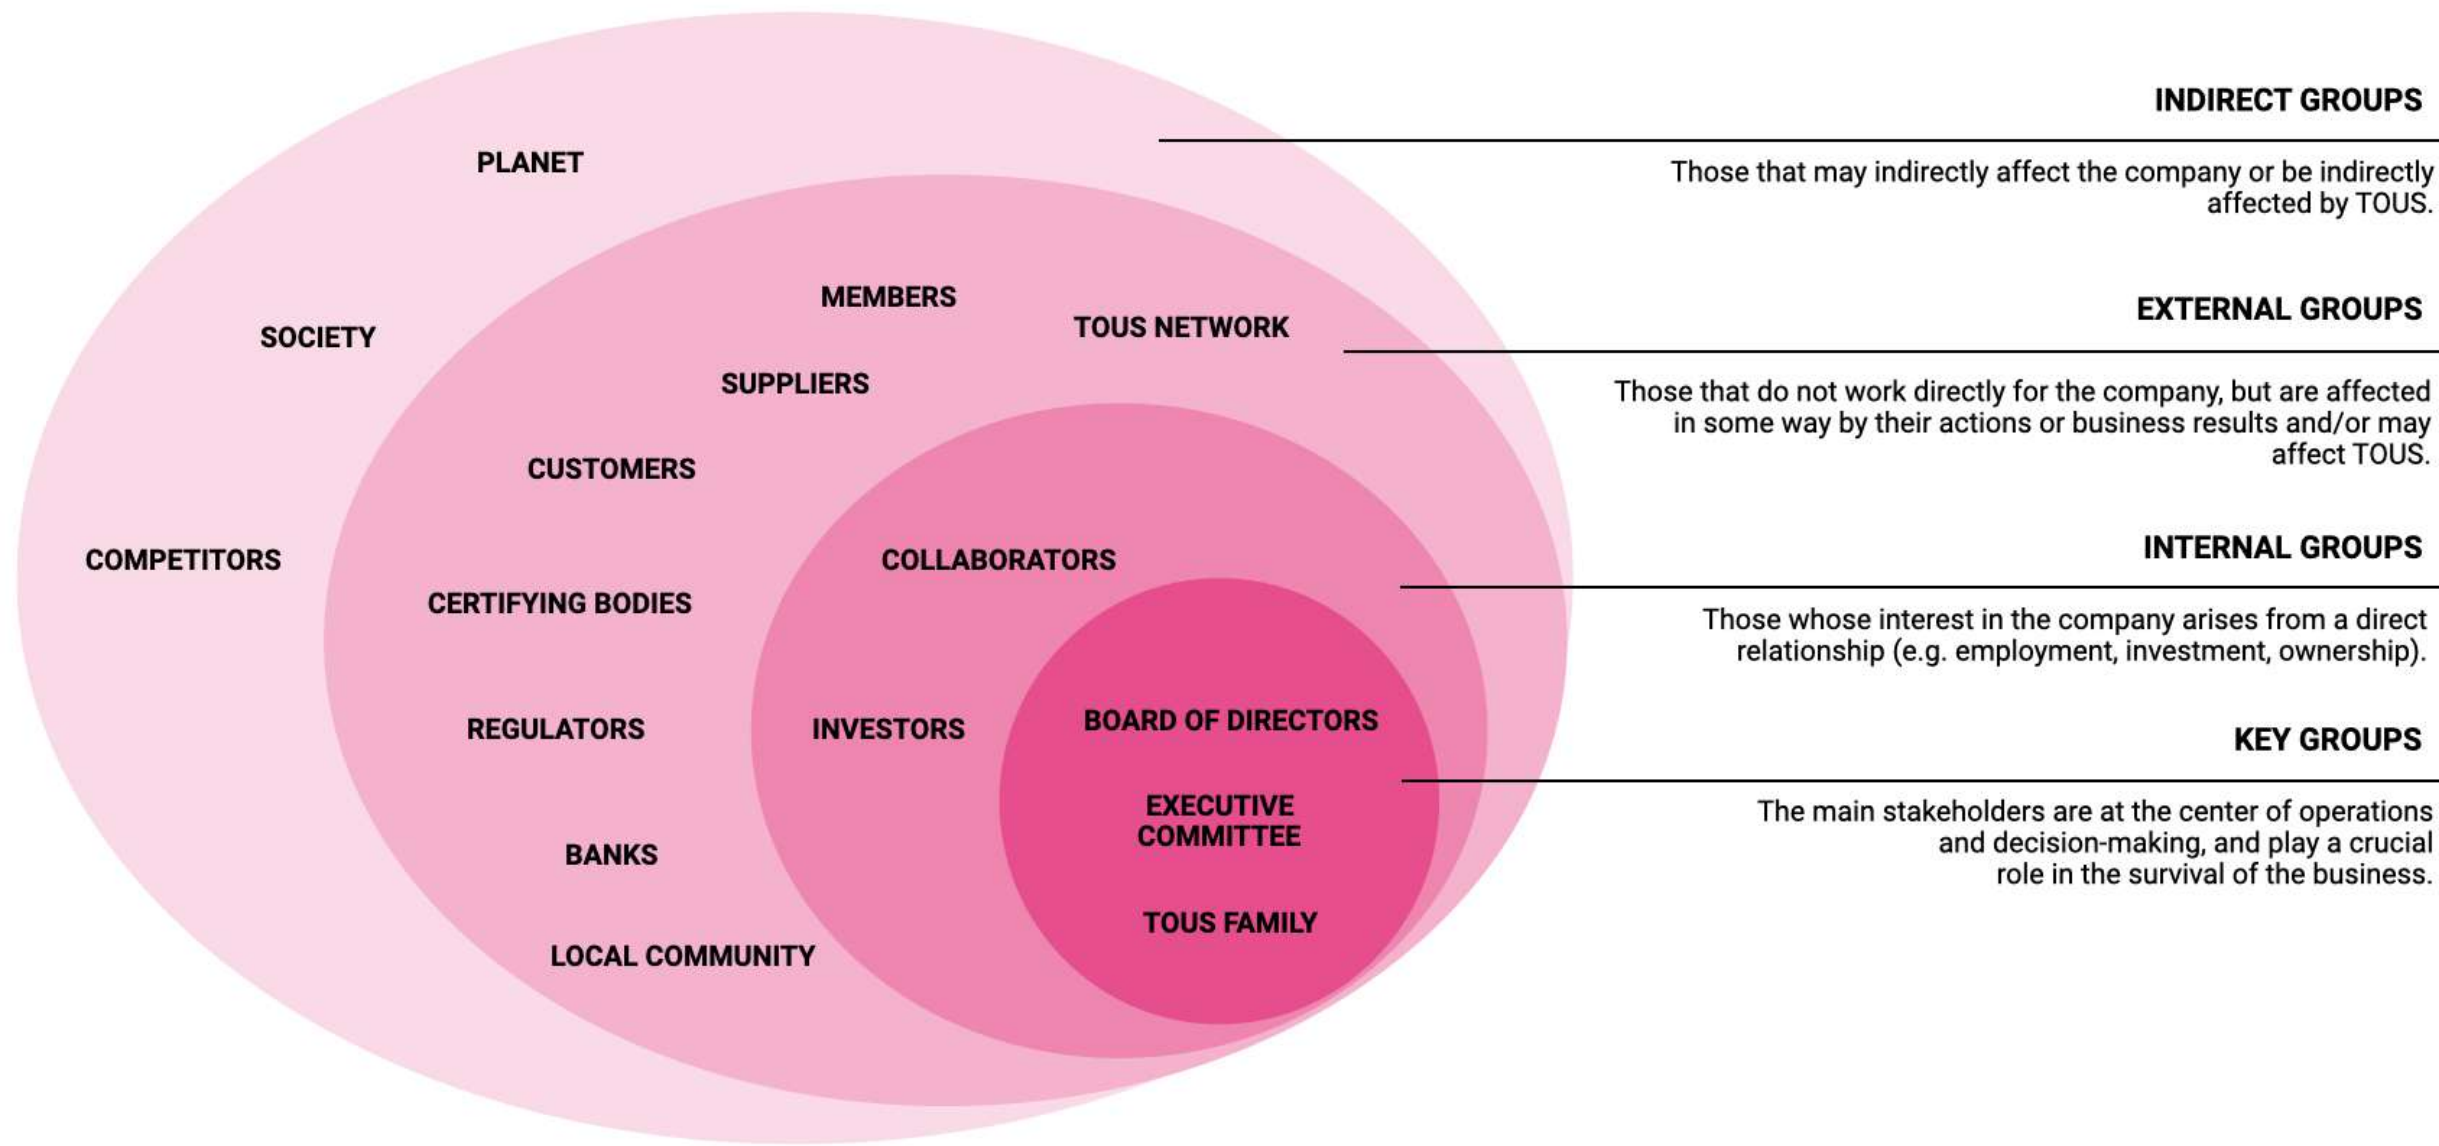 PLANET
SOCIETY
COMPETITORS
MEMBERS
TOUS NETWORK
SUPPLIERS
CUSTOMERS
CERTIFYING BODIES
REGULATORS
BANKS
LOCAL COMMUNITY
COLLABORATORS
INVESTORS
BOARD OF DIRECTORS
EXECUTIVE
COMMITTEE
TOUS FAMILY
INDIRECT GROUPS
Those that may indirectly affect the company or be indirectly
affected by TOUS.
EXTERNAL GROUPS
Those that do not work directly for the company, but are affected
in some way by their actions or business results and/or may
affect TOUS.
INTERNAL GROUPS
Those whose interest in the company arises from a direct
relationship (e.g. employment, investment, ownership).
KEY GROUPS
The main stakeholders are at the center of operations
and decision-making, and play a crucial
role in the survival of the business.